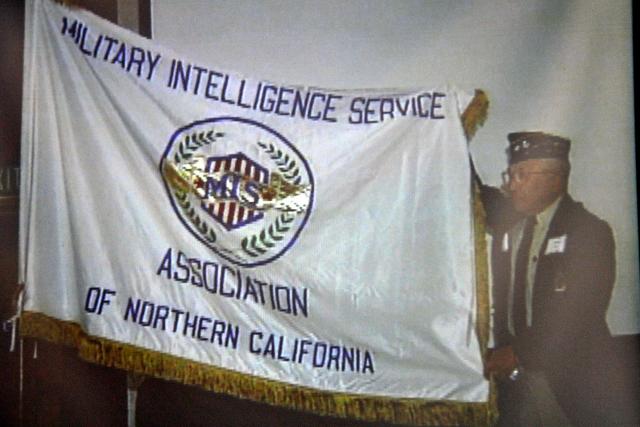 MILITARY INTELLIGENCE SERVICE
MIS
ASSOCIATION
OF NORTHERN CALIFORNIA